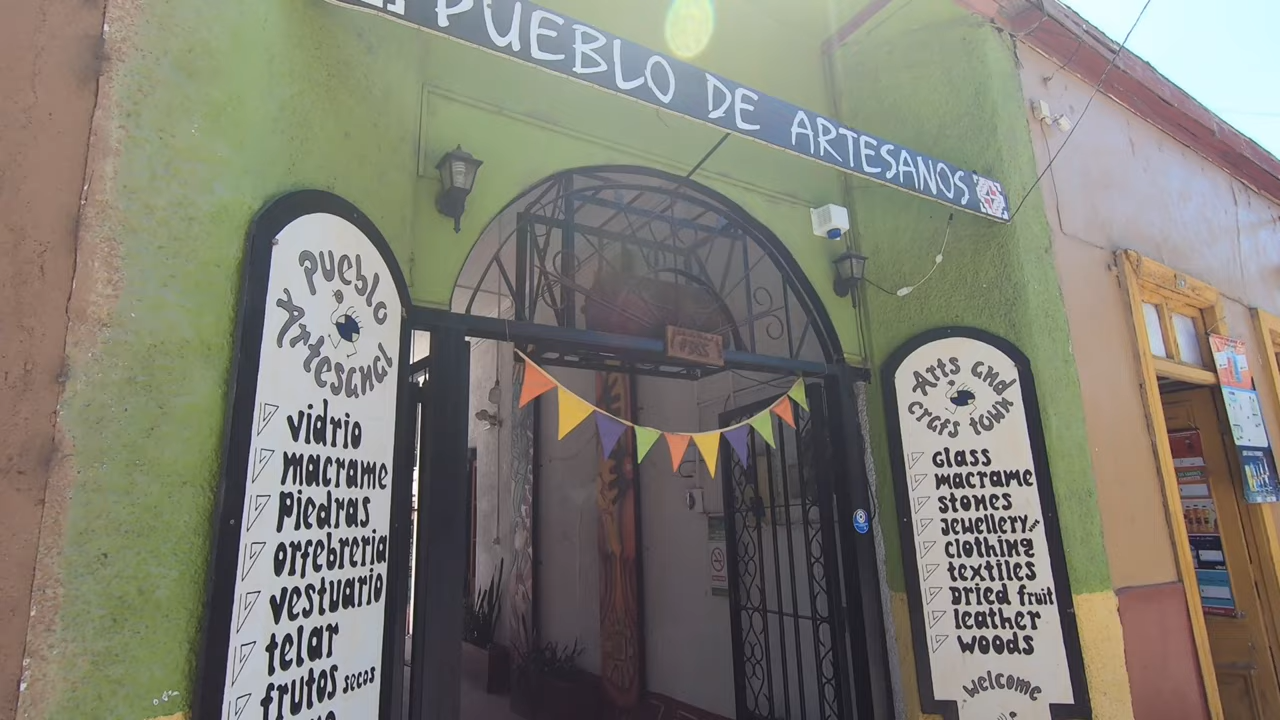 PUEBLO DE ARTESANOS
pueblo
Artesanal
vidrio
macrame
piedras
orfebreria
vestuario
telar
frutos secos
Arts and
crafs town
glass
macrame
stones
jewellery
clothing
textiles
Dried fruit
leather
woods
welcome